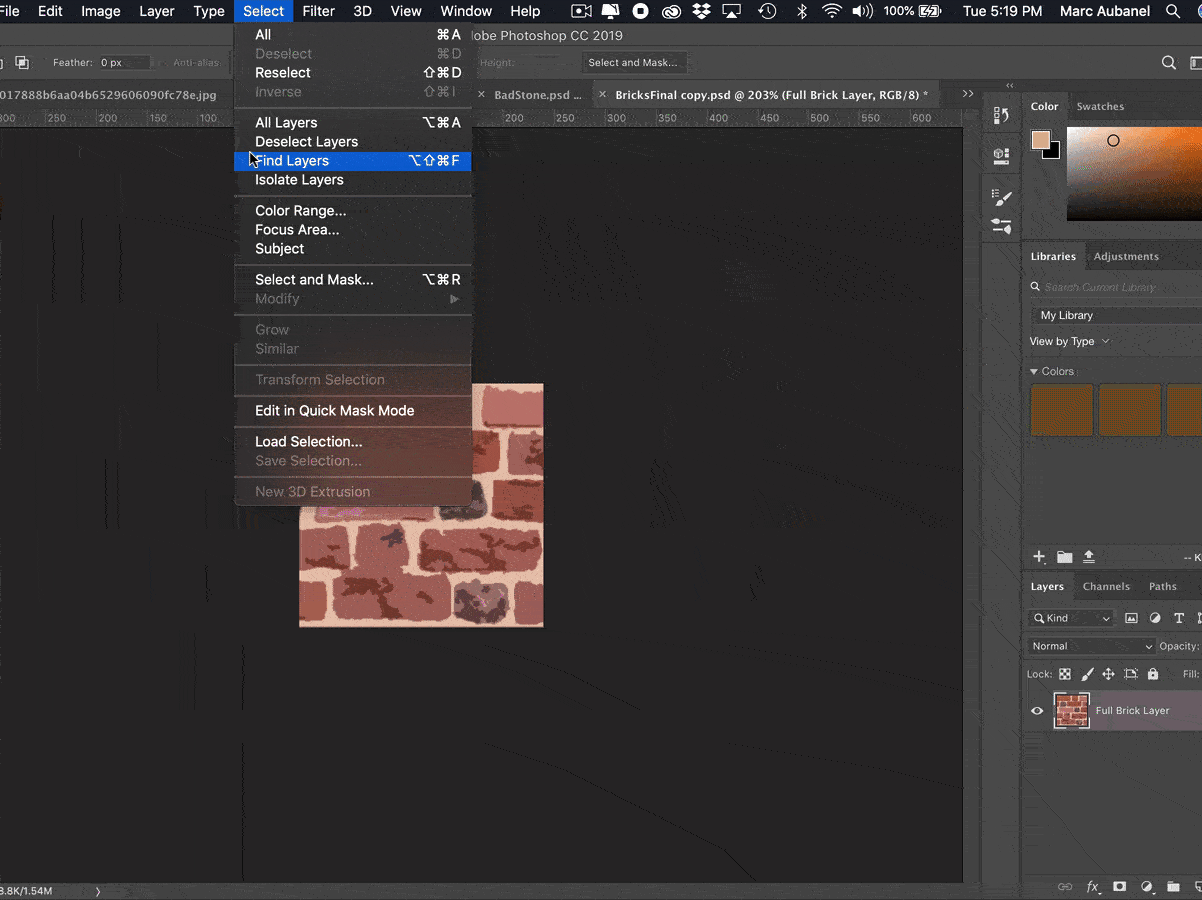 File Edit Image Layer Type Select Filter 3D View Window Help 100% Tue 5:19 PM Marc Aubanel
dobe Photoshop CC 2019
Feather: 0 px Anti-alias Height: Select and Mask...
017888b6aa04b6529606090fc78e.jpg × BadStone.psd ... × BricksFinal copy.psd @ 203% (Full Brick Layer, RGB/8) *
300 250 200 150 100 200 250 300 350 400 450 500 550 600
All ⌘A
Deselect ⌘D
Reselect ⇧⌘D
Inverse ⇧⌘I
All Layers ⌥⌘A
Deselect Layers
Find Layers ⌥⇧⌘F
Isolate Layers
Color Range...
Focus Area...
Subject
Select and Mask... ⌥⌘R
Modify
Grow
Similar
Transform Selection
Edit in Quick Mask Mode
Load Selection...
Save Selection...
New 3D Extrusion
Color Swatches
Libraries Adjustments
Search Current Library
My Library
View by Type
Colors
-- K
Layers Channels Paths
Kind
Normal Opacity:
Lock: Fill:
Full Brick Layer
fx
8.8K/1.54M